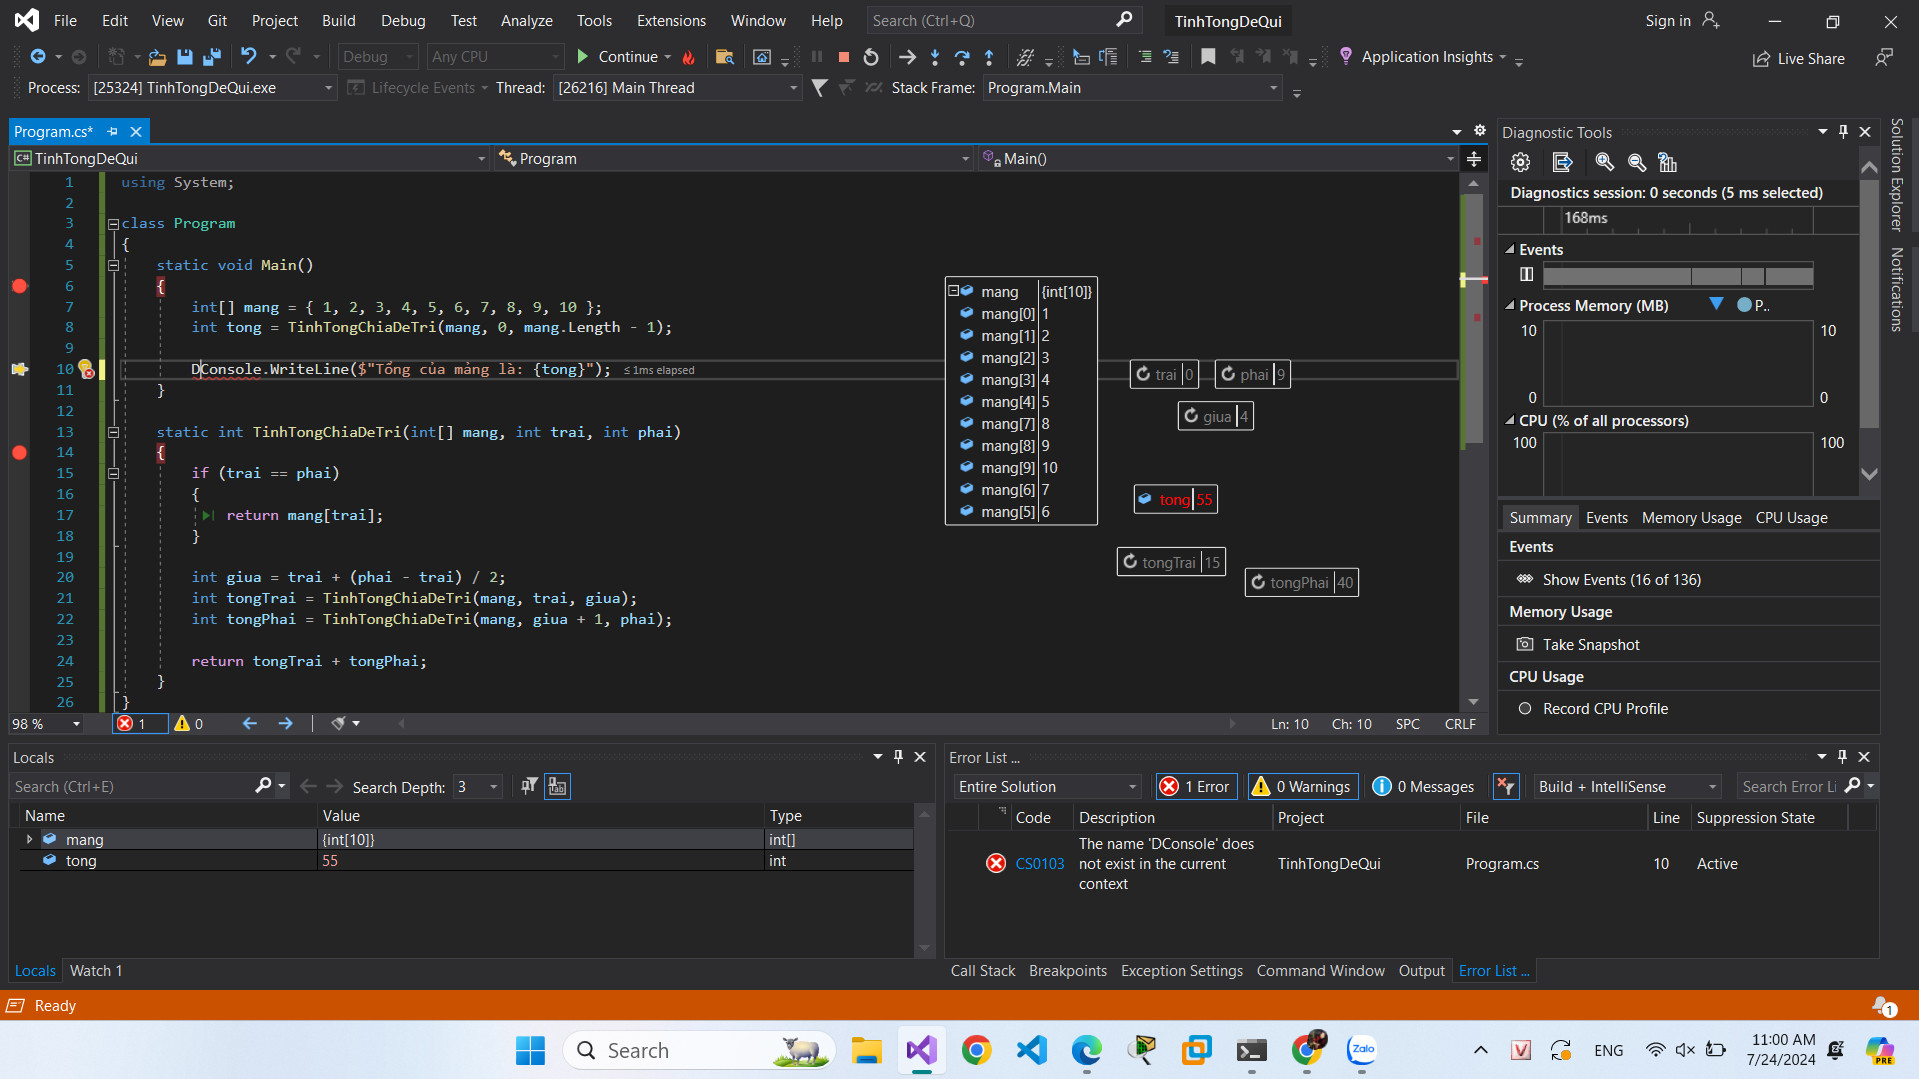 File Edit View Git Project Build Debug Test Analyze Tools Extensions Window Help Search (Ctrl+Q) TinhTongDeQui Sign in
Debug Any CPU Continue Application Insights Live Share
Process: [25324] TinhTongDeQui.exe Lifecycle Events Thread: [26216] Main Thread Stack Frame: Program.Main
Program.cs*
C# TinhTongDeQui Program Main()
1 using System;
2
3 class Program
4 {
5 static void Main()
6 {
7 int[] mang = { 1, 2, 3, 4, 5, 6, 7, 8, 9, 10 };
8 int tong = TinhTongChiaDeTri(mang, 0, mang.Length - 1);
9
10 DConsole.WriteLine($"Tổng của mảng là: {tong}"); ≤ 1ms elapsed
11 }
12
13 static int TinhTongChiaDeTri(int[] mang, int trai, int phai)
14 {
15 if (trai == phai)
16 {
17 return mang[trai];
18 }
19
20 int giua = trai + (phai - trai) / 2;
21 int tongTrai = TinhTongChiaDeTri(mang, trai, giua);
22 int tongPhai = TinhTongChiaDeTri(mang, giua + 1, phai);
23
24 return tongTrai + tongPhai;
25 }
26 }
mang {int[10]}
mang[0] 1
mang[1] 2
mang[2] 3
mang[3] 4
mang[4] 5
mang[7] 8
mang[8] 9
mang[9] 10
mang[6] 7
mang[5] 6
trai 0 phai 9
giua 4
tong 55
tongTrai 15
tongPhai 40
98 % 1 0 Ln: 10 Ch: 10 SPC CRLF
Diagnostic Tools
Diagnostics session: 0 seconds (5 ms selected)
168ms
Events
Process Memory (MB) P..
10 10
0 0
CPU (% of all processors)
100 100
Summary Events Memory Usage CPU Usage
Events
Show Events (16 of 136)
Memory Usage
Take Snapshot
CPU Usage
Record CPU Profile
Solution Explorer
Notifications
Locals
Search (Ctrl+E) Search Depth: 3
Name Value Type
mang {int[10]} int[]
tong 55 int
Locals Watch 1
Error List ...
Entire Solution 1 Error 0 Warnings 0 Messages Build + IntelliSense Search Error Li
Code Description Project File Line Suppression State
CS0103 The name 'DConsole' does not exist in the current context TinhTongDeQui Program.cs 10 Active
Call Stack Breakpoints Exception Settings Command Window Output Error List ...
Ready 1
Search Zalo V ENG 11:00 AM
7/24/2024 PRE